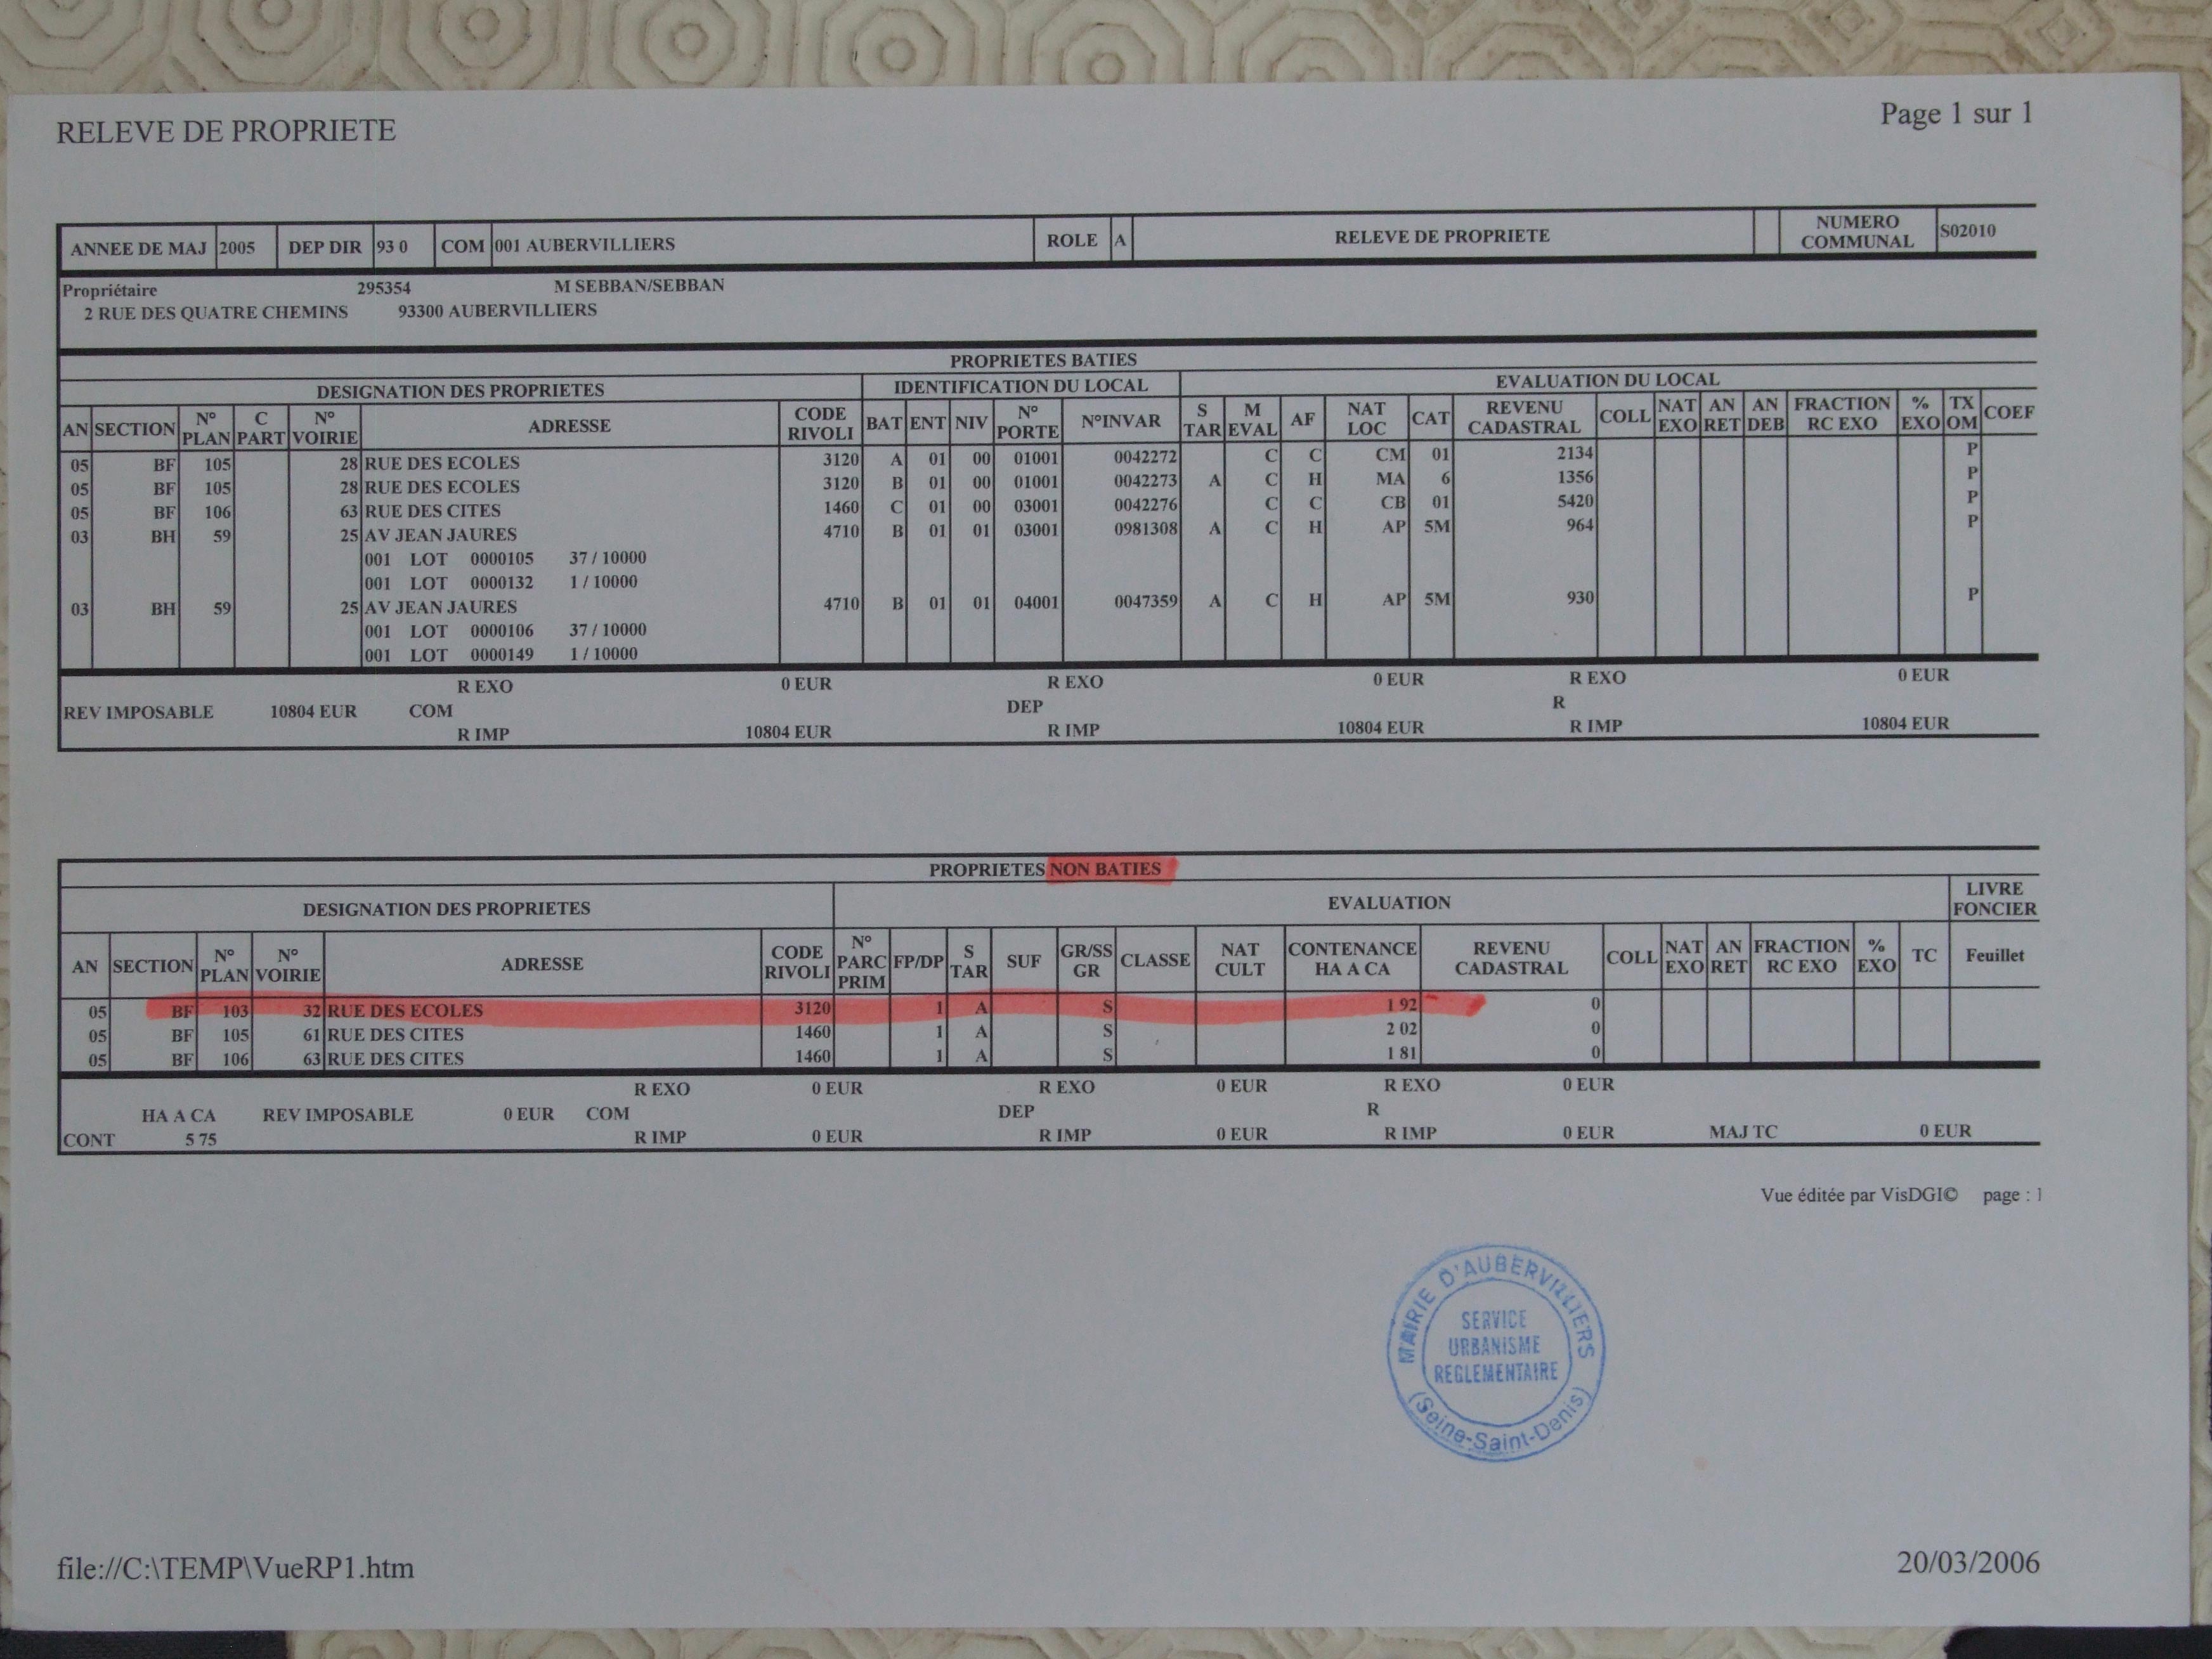 RELEVE DE PROPRIETE Page 1 sur 1
ANNEE DE MAJ 2005 DEP DIR 93 0 COM 001 AUBERVILLIERS ROLE A RELEVE DE PROPRIETE NUMERO COMMUNAL S02010
Propriétaire 295354 M SEBBAN/SEBBAN
2 RUE DES QUATRE CHEMINS 93300 AUBERVILLIERS
PROPRIETES BATIES
DESIGNATION DES PROPRIETES IDENTIFICATION DU LOCAL EVALUATION DU LOCAL
AN SECTION N° PLAN C PART N° VOIRIE ADRESSE CODE RIVOLI BAT ENT NIV N° PORTE N°INVAR S TAR M EVAL AF NAT LOC CAT REVENU CADASTRAL COLL NAT EXO AN RET AN DEB FRACTION RC EXO % EXO TX OM COEF
05 BF 105 28 RUE DES ECOLES 3120 A 01 00 01001 0042272 C C CM 01 2134 P
05 BF 105 28 RUE DES ECOLES 3120 B 01 00 01001 0042273 A C H MA 6 1356 P
05 BF 106 63 RUE DES CITES 1460 C 01 00 03001 0042276 C C CB 01 5420 P
03 BH 59 25 AV JEAN JAURES 4710 B 01 01 03001 0981308 A C H AP 5M 964 P
001 LOT 0000105 37 / 10000
001 LOT 0000132 1 / 10000
03 BH 59 25 AV JEAN JAURES 4710 B 01 01 04001 0047359 A C H AP 5M 930 P
001 LOT 0000106 37 / 10000
001 LOT 0000149 1 / 10000
R EXO 0 EUR R EXO 0 EUR R EXO 0 EUR
REV IMPOSABLE 10804 EUR COM DEP R
R IMP 10804 EUR R IMP 10804 EUR R IMP 10804 EUR
PROPRIETES NON BATIES
DESIGNATION DES PROPRIETES EVALUATION LIVRE FONCIER
AN SECTION N° PLAN N° VOIRIE ADRESSE CODE RIVOLI N° PARC PRIM FP/DP S TAR SUF GR/SS GR CLASSE NAT CULT CONTENANCE HA A CA REVENU CADASTRAL COLL NAT EXO AN RET FRACTION RC EXO % EXO TC Feuillet
05 BF 103 32 RUE DES ECOLES 3120 1 A S 1 92 0
05 BF 105 61 RUE DES CITES 1460 1 A S 2 02 0
05 BF 106 63 RUE DES CITES 1460 1 A S 1 81 0
R EXO 0 EUR R EXO 0 EUR R EXO 0 EUR
HA A CA REV IMPOSABLE 0 EUR COM DEP R
CONT 5 75 R IMP 0 EUR R IMP 0 EUR R IMP 0 EUR MAJ TC 0 EUR
Vue éditée par VisDGI© page : 1
MAIRIE D'AUBERVILLIERS
SERVICE
URBANISME
REGLEMENTAIRE
(Seine-Saint-Denis)
file://C:\TEMP\VueRP1.htm 20/03/2006